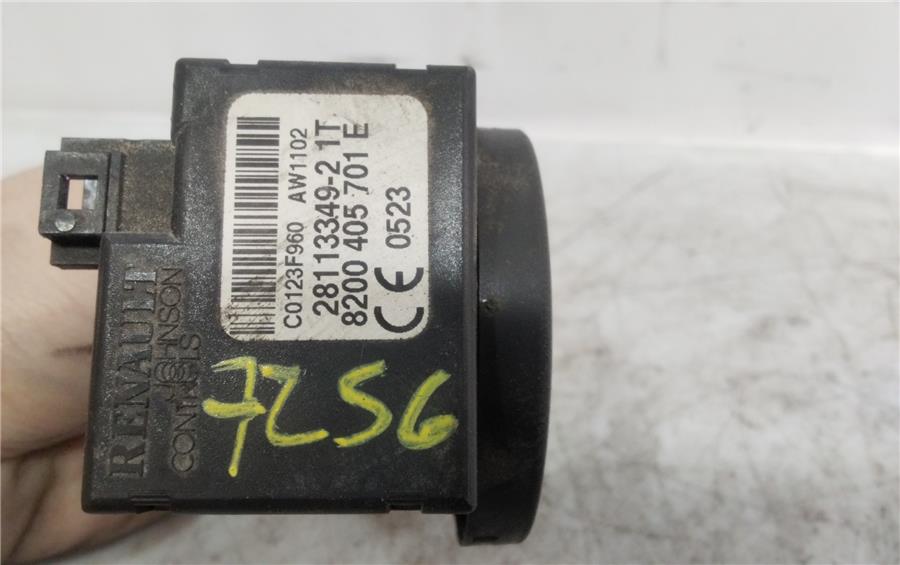 C0123F960 AW1102
28113349-2 1T
8200 405 701 E
CE 0523
RENAULT
JOHNSON
CONTROLS
7256